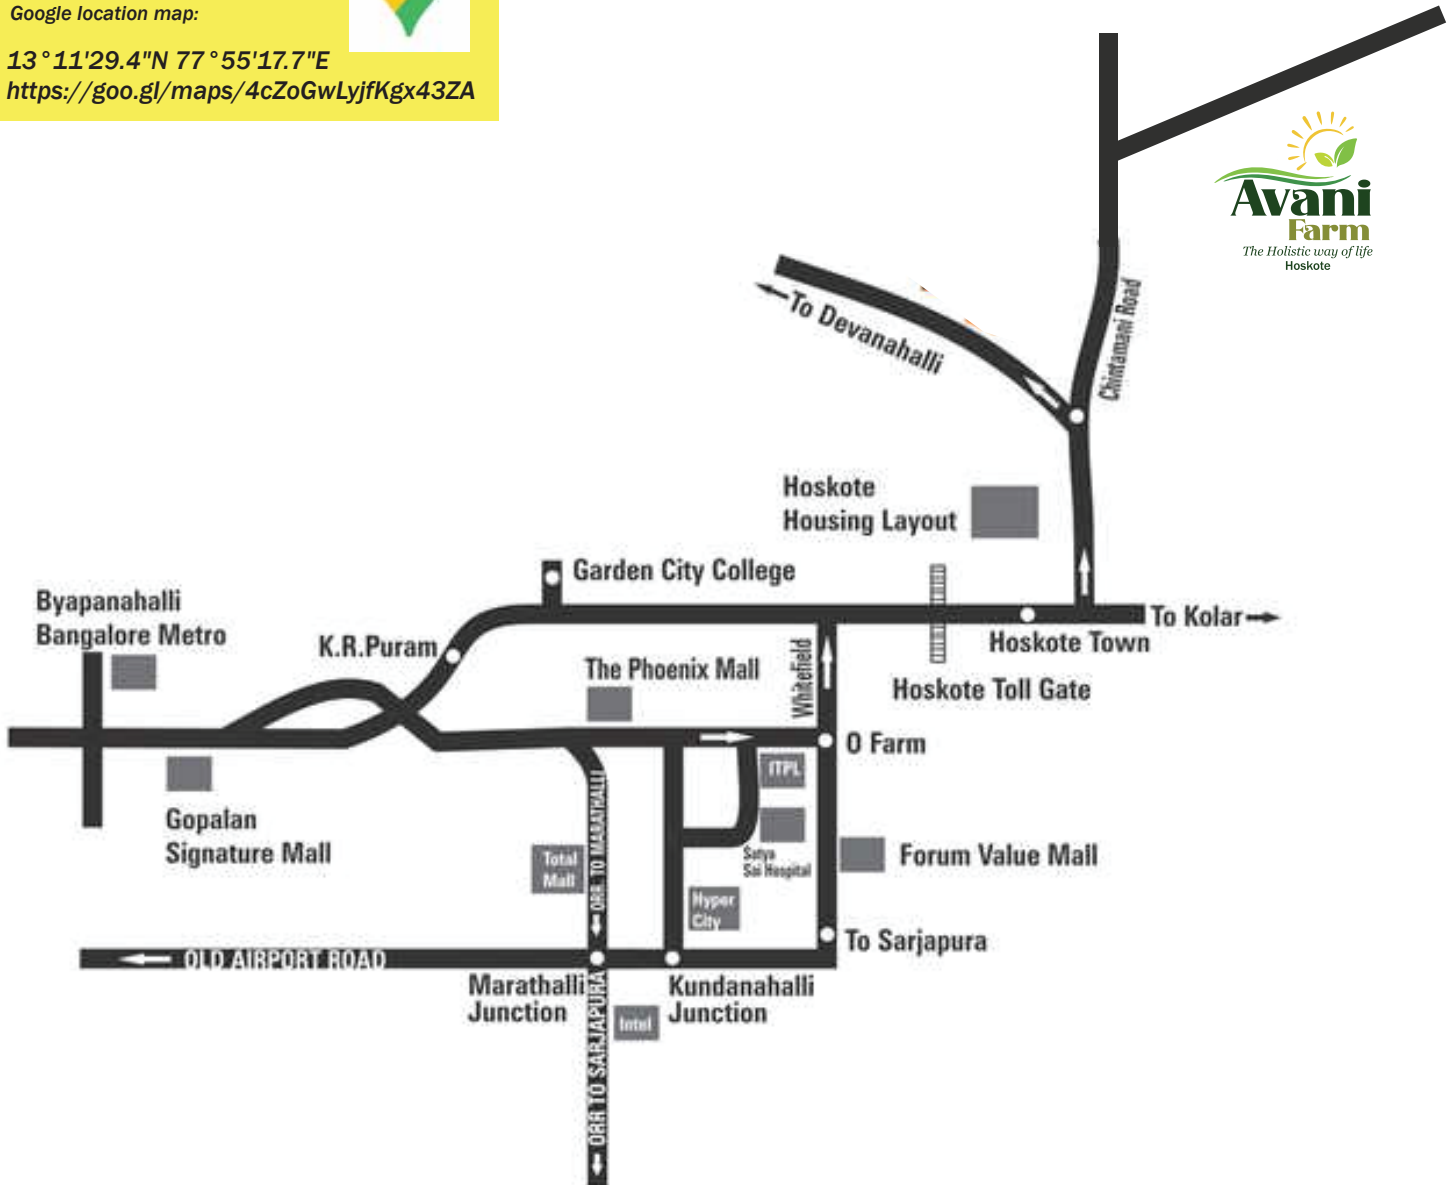 Google location map:
13°11'29.4"N 77°55'17.7"E
https://goo.gl/maps/4cZoGwLyjfKgx43ZA
Avani
Farm
The Holistic way of life
Hoskote
To Devanahalli
Chintamani Road
Hoskote
Housing Layout
Garden City College
Byapanahalli
Bangalore Metro
K.R.Puram
To Kolar
Hoskote Town
The Phoenix Mall
Whitefield
Hoskote Toll Gate
O Farm
ITPL
Gopalan
Signature Mall
ORR TO MARATHALLI
Total
Mall
Satya
Sai Hospital
Forum Value Mall
Hyper
City
To Sarjapura
OLD AIRPORT ROAD
Marathalli
Junction
Kundanahalli
Junction
Intel
ORR TO SARJAPURA